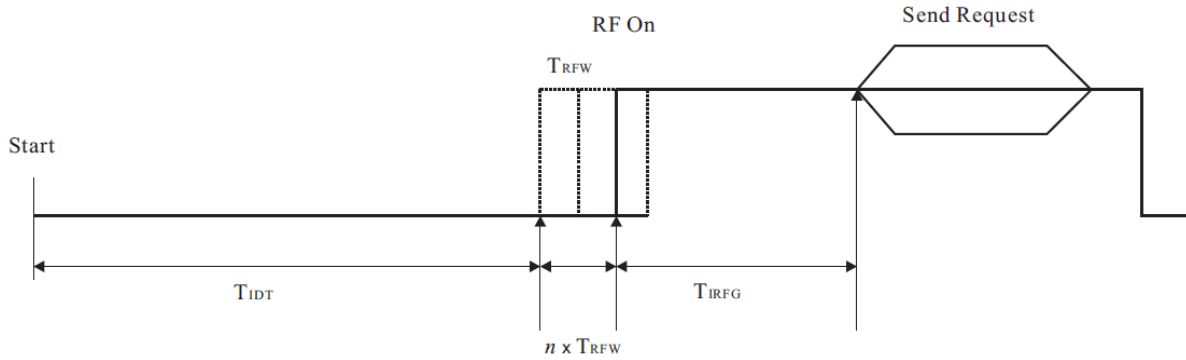 Send Request
RF On
TRFW
Start
TIDT
TIRFG
n x TRFW